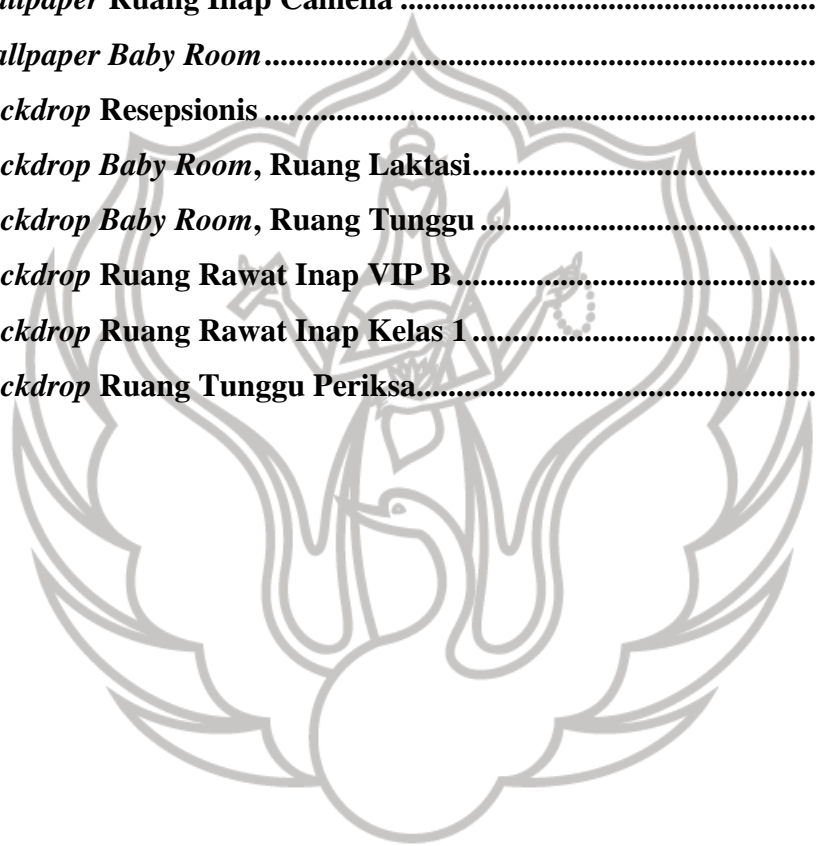 allpaper Ruang Inap Camelia ........................................................
allpaper Baby Room ........................................................................
ckdrop Resepsionis ........................................................................
ckdrop Baby Room, Ruang Laktasi.............................................
ckdrop Baby Room, Ruang Tunggu ............................................
ckdrop Ruang Rawat Inap VIP B ...............................................
ckdrop Ruang Rawat Inap Kelas 1 .............................................
ckdrop Ruang Tunggu Periksa....................................................